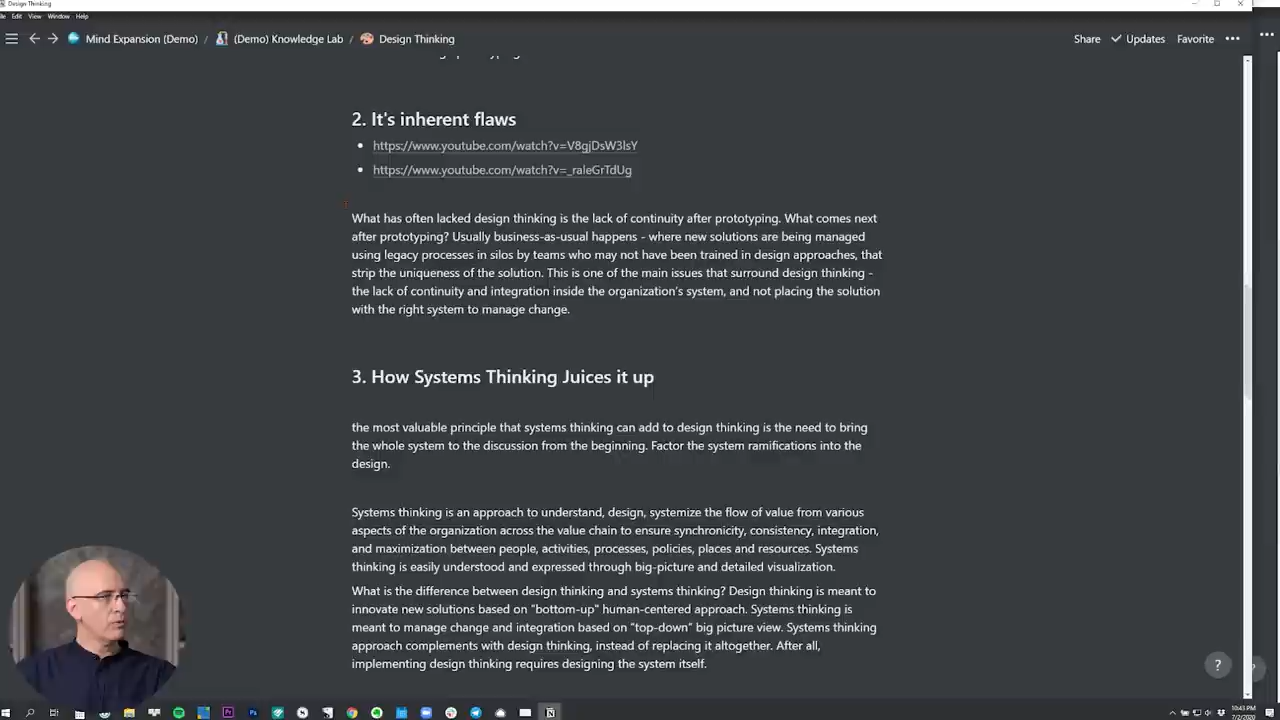 Design Thinking
Edit View Window Help
Mind Expansion (Demo) / (Demo) Knowledge Lab / Design Thinking
Share Updates Favorite
2. It's inherent flaws
https://www.youtube.com/watch?v=V8gjDsW3lsY
https://www.youtube.com/watch?v=_raleGrTdUg
What has often lacked design thinking is the lack of continuity after prototyping. What comes next
after prototyping? Usually business-as-usual happens - where new solutions are being managed
using legacy processes in silos by teams who may not have been trained in design approaches, that
strip the uniqueness of the solution. This is one of the main issues that surround design thinking -
the lack of continuity and integration inside the organization's system, and not placing the solution
with the right system to manage change.
3. How Systems Thinking Juices it up
the most valuable principle that systems thinking can add to design thinking is the need to bring
the whole system to the discussion from the beginning. Factor the system ramifications into the
design.
Systems thinking is an approach to understand, design, systemize the flow of value from various
aspects of the organization across the value chain to ensure synchronicity, consistency, integration,
and maximization between people, activities, processes, policies, places and resources. Systems
thinking is easily understood and expressed through big-picture and detailed visualization.
What is the difference between design thinking and systems thinking? Design thinking is meant to
innovate new solutions based on "bottom-up" human-centered approach. Systems thinking is
meant to manage change and integration based on "top-down" big picture view. Systems thinking
approach complements with design thinking, instead of replacing it altogether. After all,
implementing design thinking requires designing the system itself.
?
10:43 PM
7/2/2020